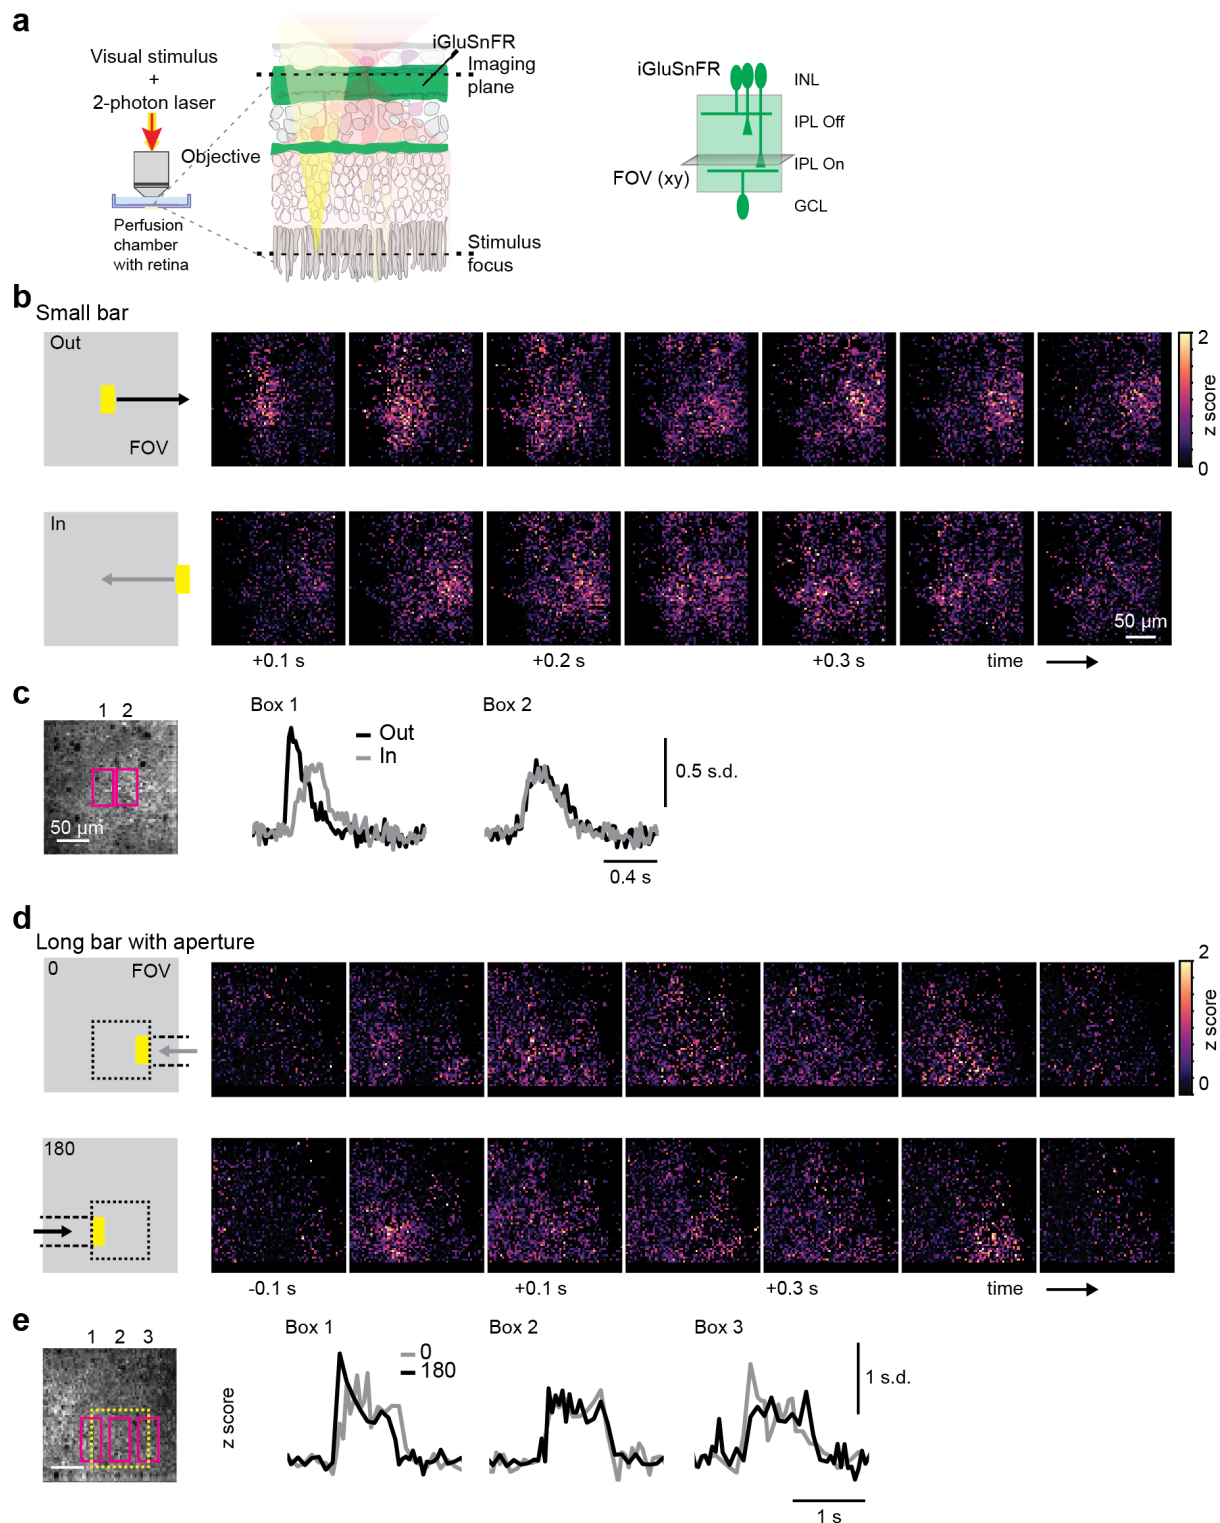 a
Visual stimulus
+
2-photon laser
Objective
Perfusion
chamber
with retina
iGluSnFR
Imaging
plane
Stimulus
focus
iGluSnFR
INL
IPL Off
IPL On
FOV (xy)
GCL
b
Small bar
Out
FOV
2
z score
0
In
50 µm
+0.1 s
+0.2 s
+0.3 s
time
c
1 2
50 µm
Box 1
Out
In
Box 2
0.5 s.d.
0.4 s
d
Long bar with aperture
0
FOV
2
z score
0
180
-0.1 s
+0.1 s
+0.3 s
time
e
1 2 3
z score
Box 1
0
180
Box 2
Box 3
1 s.d.
1 s